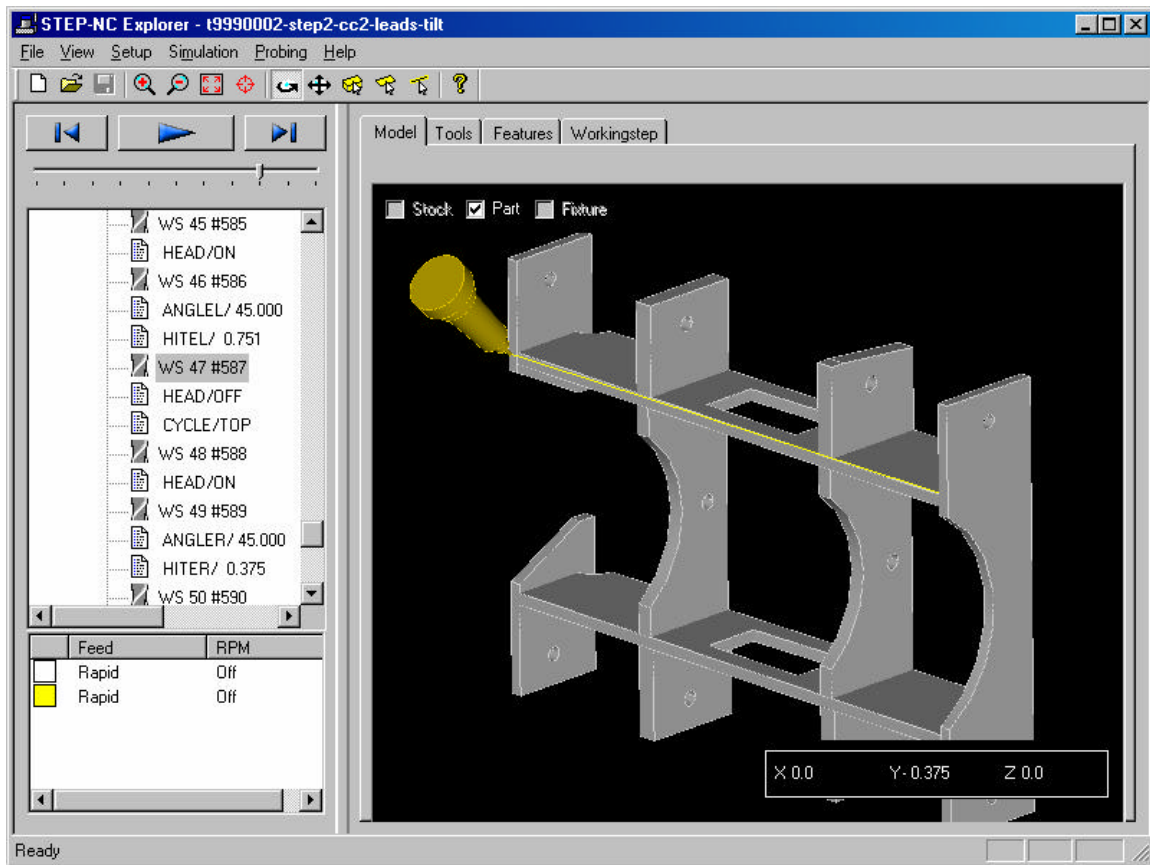 STEP-NC Explorer - t9990002-step2-cc2-leads-tilt
File View Setup Simulation Probing Help
Model Tools Features Workingstep
Stock Part Fixture
WS 45 #585
HEAD/ON
WS 46 #586
ANGLEL/ 45.000
HITEL/ 0.751
WS 47 #587
HEAD/OFF
CYCLE/TOP
WS 48 #588
HEAD/ON
WS 49 #589
ANGLER/ 45.000
HITER/ 0.375
WS 50 #590
Feed RPM
Rapid Off
Rapid Off
X 0.0 Y-0.375 Z 0.0
Ready